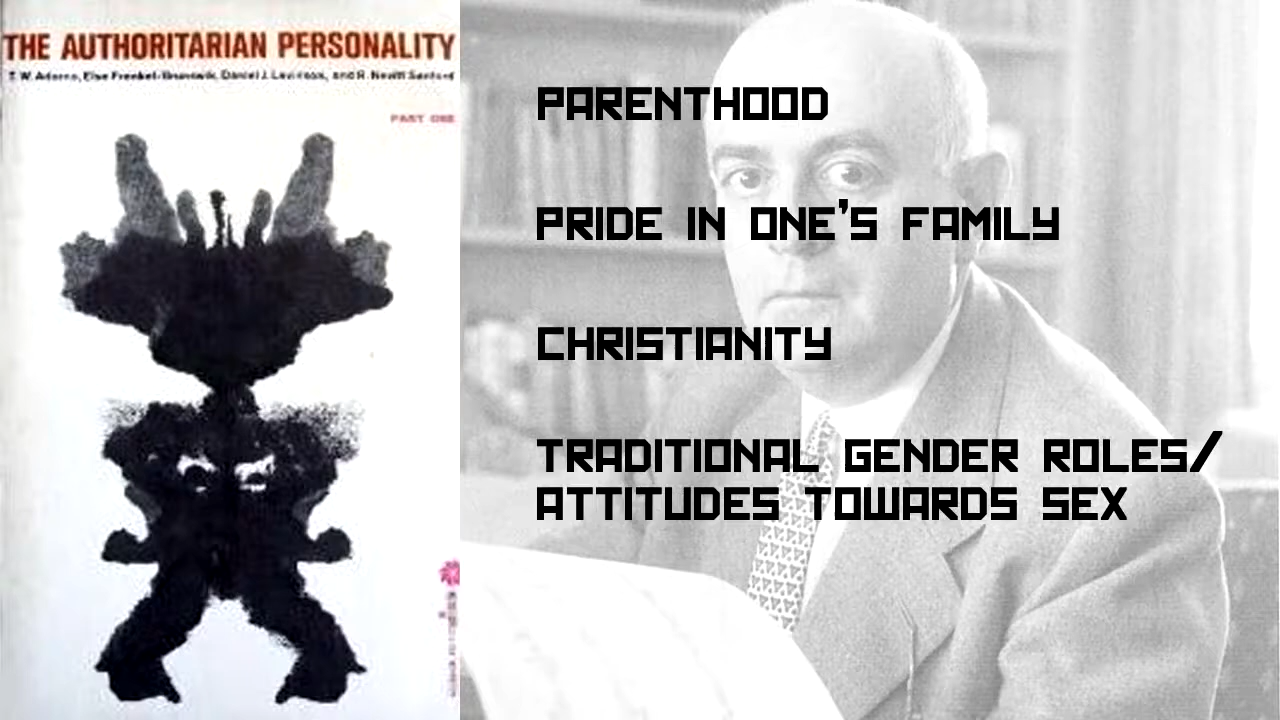 THE AUTHORITARIAN PERSONALITY
T. W. Adorno, Else Frenkel-Brunswik, Daniel J. Levinson, and R. Nevitt Sanford
PART ONE
PARENTHOOD
PRIDE IN ONE'S FAMILY
CHRISTIANITY
TRADITIONAL GENDER ROLES/
ATTITUDES TOWARDS SEX